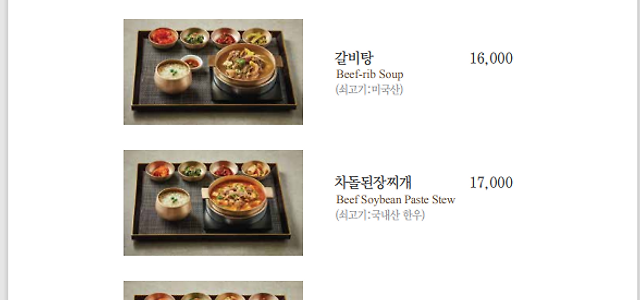 갈비탕 16,000
Beef-rib Soup
(쇠고기:미국산)
차돌된장찌개 17,000
Beef Soybean Paste Stew
(쇠고기:국내산 한우)